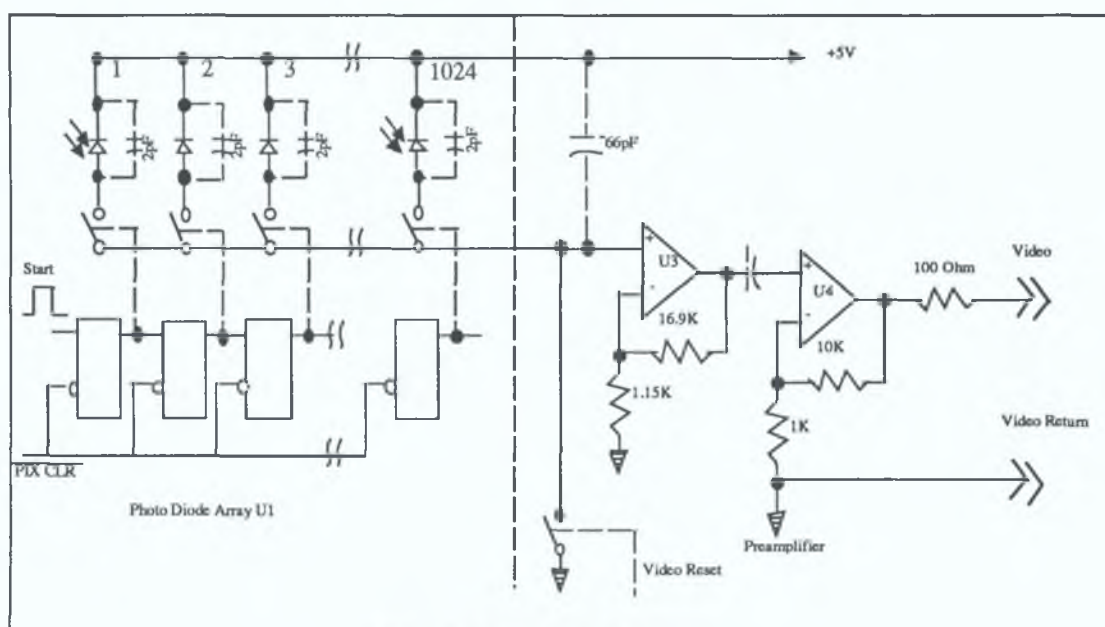 +5V
1
2
3
1024
2pF
2pF
2pF
2pF
~66pF
Start
U3
16.9K
1.15K
U4
10K
1K
100 Ohm
Video
Video Return
PIX CLR
Photo Diode Array U1
Preamplifier
Video Reset